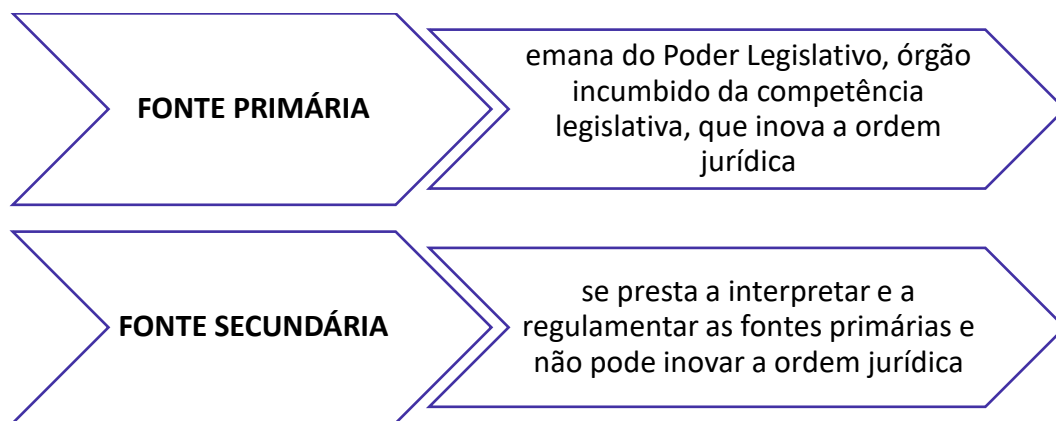 FONTE PRIMÁRIA
emana do Poder Legislativo, órgão
incumbido da competência
legislativa, que inova a ordem
jurídica
FONTE SECUNDÁRIA
se presta a interpretar e a
regulamentar as fontes primárias e
não pode inovar a ordem jurídica